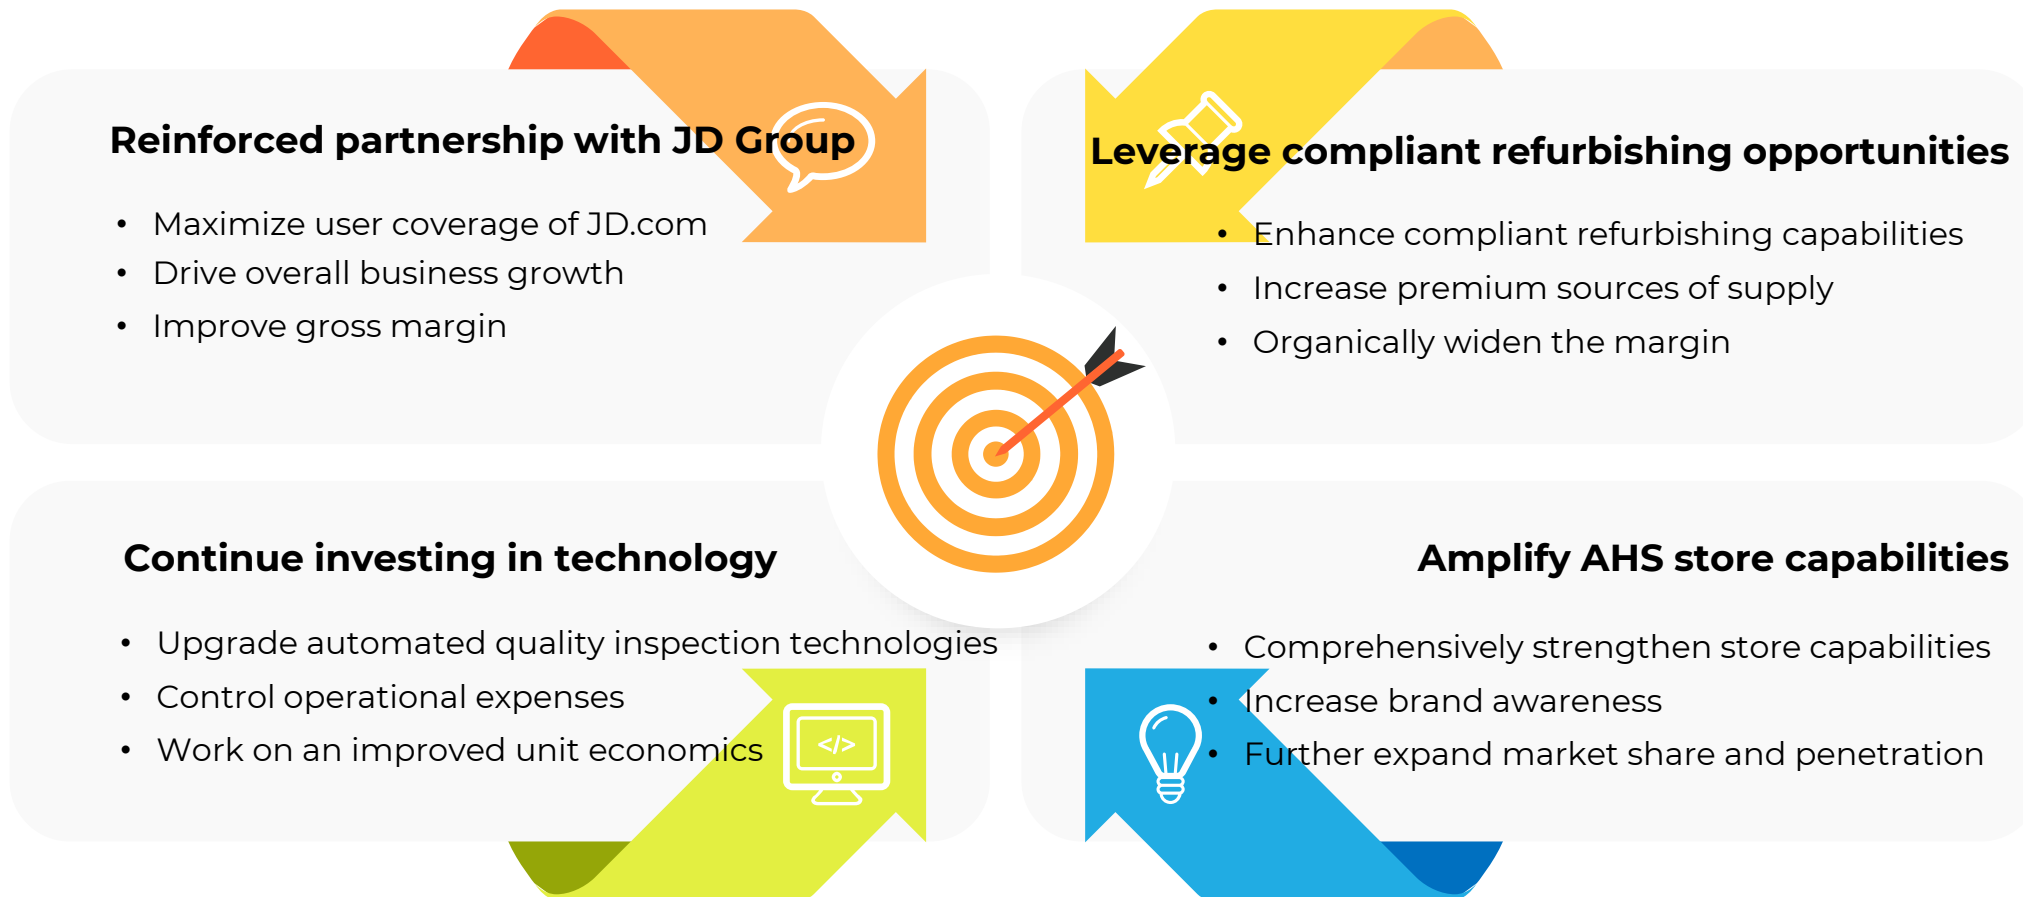 Reinforced partnership with JD Group
• Maximize user coverage of JD.com
• Drive overall business growth
• Improve gross margin
Leverage compliant refurbishing opportunities
• Enhance compliant refurbishing capabilities
• Increase premium sources of supply
• Organically widen the margin
Continue investing in technology
• Upgrade automated quality inspection technologies
• Control operational expenses
• Work on an improved unit economics
</>
Amplify AHS store capabilities
• Comprehensively strengthen store capabilities
• Increase brand awareness
• Further expand market share and penetration